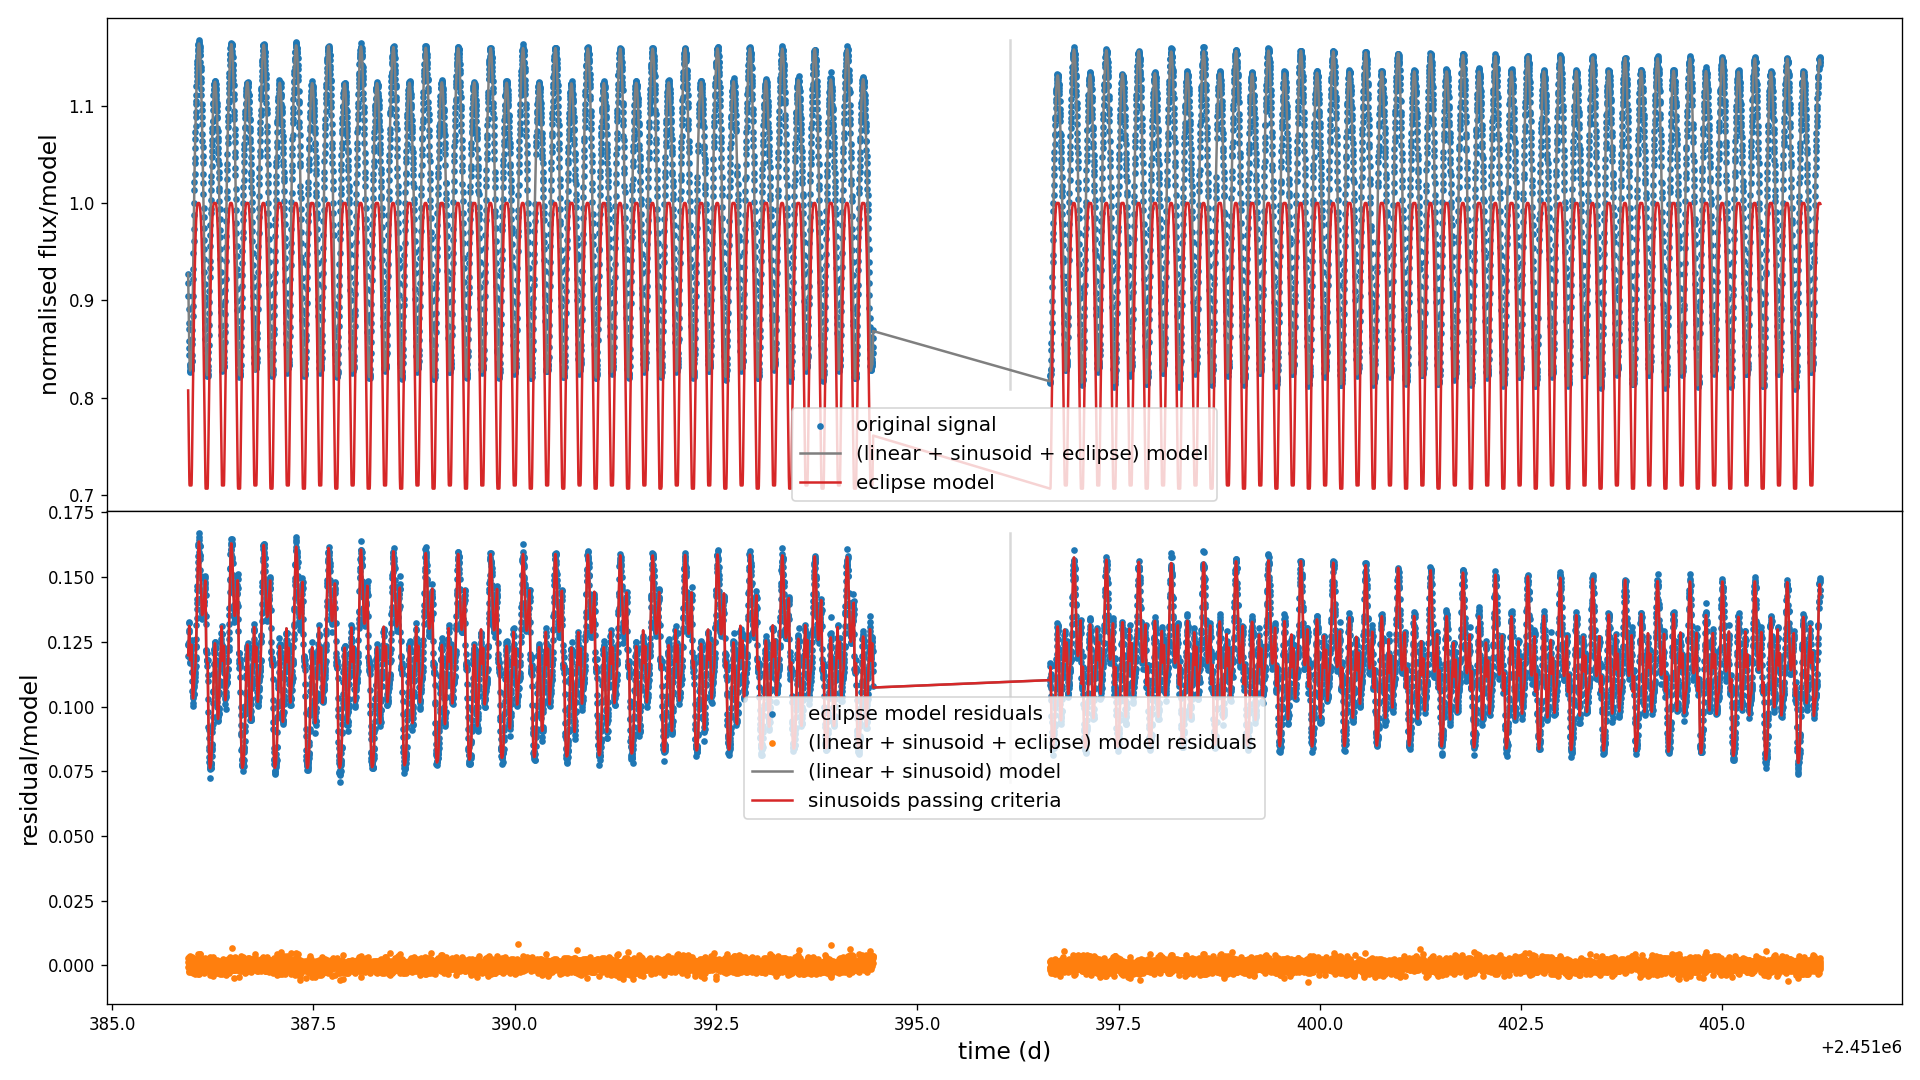 normalised flux/model
1.1
1.0
0.9
0.8
0.7
original signal
(linear + sinusoid + eclipse) model
eclipse model
residual/model
0.175
0.150
0.125
0.100
0.075
0.050
0.025
0.000
eclipse model residuals
(linear + sinusoid + eclipse) model residuals
(linear + sinusoid) model
sinusoids passing criteria
385.0 387.5 390.0 392.5 395.0 397.5 400.0 402.5 405.0
time (d)
+2.451e6